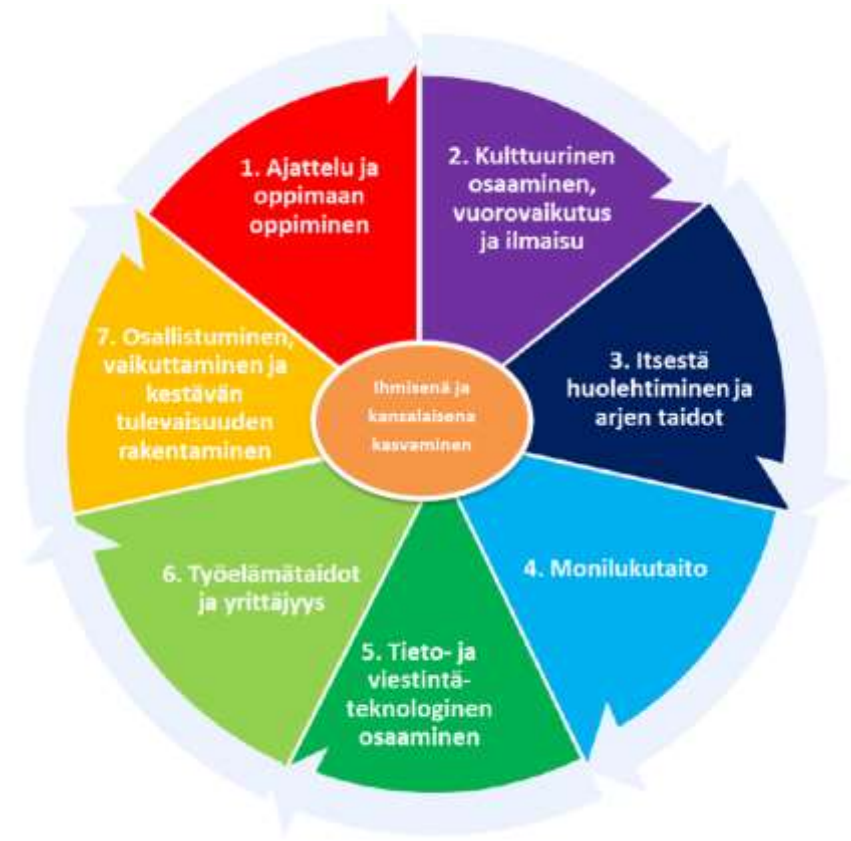 1. Ajattelu ja
oppimaan
oppiminen
2. Kulttuurinen
osaaminen,
vuorovaikutus
ja ilmaisu
3. Itsestä
huolehtiminen ja
arjen taidot
4. Monilukutaito
5. Tieto- ja
viestintä-
teknologinen
osaaminen
6. Työelämätaidot
ja yrittäjyys
7. Osallistuminen,
vaikuttaminen ja
kestävän
tulevaisuuden
rakentaminen
Ihmisenä ja
kansalaisena
kasvaminen